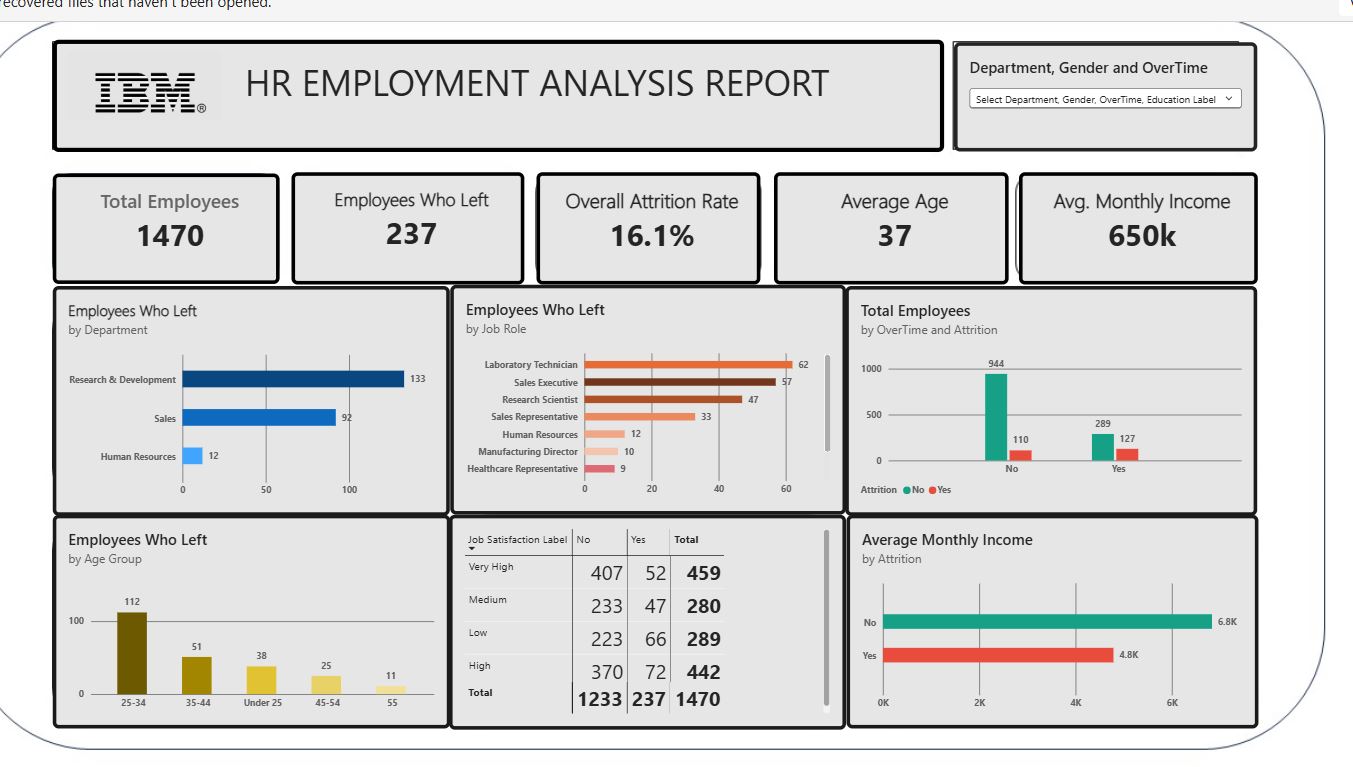 recovered files that haven't been opened.
IBM®
HR EMPLOYMENT ANALYSIS REPORT
Department, Gender and OverTime
Select Department, Gender, OverTime, Education Label
Total Employees
1470
Employees Who Left
237
Overall Attrition Rate
16.1%
Average Age
37
Avg. Monthly Income
650k
Employees Who Left
by Department
Research & Development
133
Sales
92
Human Resources
12
0 50 100
Employees Who Left
by Job Role
Laboratory Technician
62
Sales Executive
57
Research Scientist
47
Sales Representative
33
Human Resources
12
Manufacturing Director
10
Healthcare Representative
9
0 20 40 60
Total Employees
by OverTime and Attrition
1000
500
0
944
110
289
127
No Yes
Attrition No Yes
Employees Who Left
by Age Group
100
0
112
51
38
25
11
25-34 35-44 Under 25 45-54 55
Job Satisfaction Label No Yes Total
Very High 407 52 459
Medium 233 47 280
Low 223 66 289
High 370 72 442
Total 1233 237 1470
Average Monthly Income
by Attrition
No
6.8K
Yes
4.8K
0K 2K 4K 6K